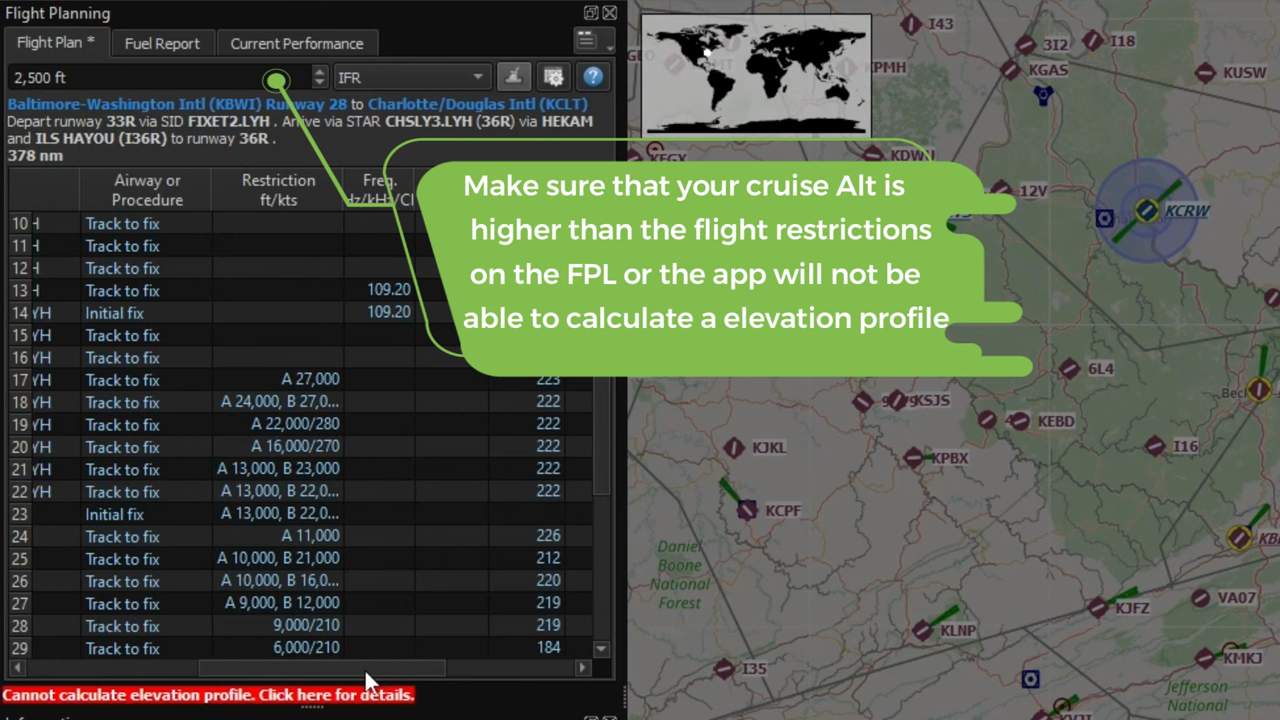 Flight Planning
Flight Plan *
Fuel Report
Current Performance
2,500 ft
IFR
Baltimore-Washington Intl (KBWI) Runway 28 to Charlotte/Douglas Intl (KCLT)
Depart runway 33R via SID FIXET2.LYH . Arrive via STAR CHSLY3.LYH (36R) via HEKAM
and ILS HAYOU (I36R) to runway 36R .
378 nm
Airway or Procedure Restriction ft/kts Freq.
10 H Track to fix
11 H Track to fix
12 H Track to fix
13 H Track to fix 109.20
14 YH Initial fix 109.20
15 YH Track to fix
16 YH Track to fix
17 YH Track to fix A 27,000 223
18 YH Track to fix A 24,000, B 27,0... 222
19 YH Track to fix A 22,000/280 222
20 YH Track to fix A 16,000/270 222
21 YH Track to fix A 13,000, B 23,000 222
22 YH Track to fix A 13,000, B 22,0... 222
23 Initial fix A 13,000, B 22,0...
24 Track to fix A 11,000 226
25 Track to fix A 10,000, B 21,000 212
26 Track to fix A 10,000, B 16,0... 220
27 Track to fix A 9,000, B 12,000 219
28 Track to fix 9,000/210 219
29 Track to fix 6,000/210 184
Cannot calculate elevation profile. Click here for details.
Make sure that your cruise Alt is
higher than the flight restrictions
on the FPL or the app will not be
able to calculate a elevation profile
I43
3I2
I18
KPMH
KGAS
KUSW
KEGX
KDWU
12V
KCRW
6L4
KSJS
KEBD
KJKL
I16
KPBX
KCPF
Daniel
Boone
National
Forest
KJFZ
VA07
KLNP
I35
KMKJ
Jefferson
National